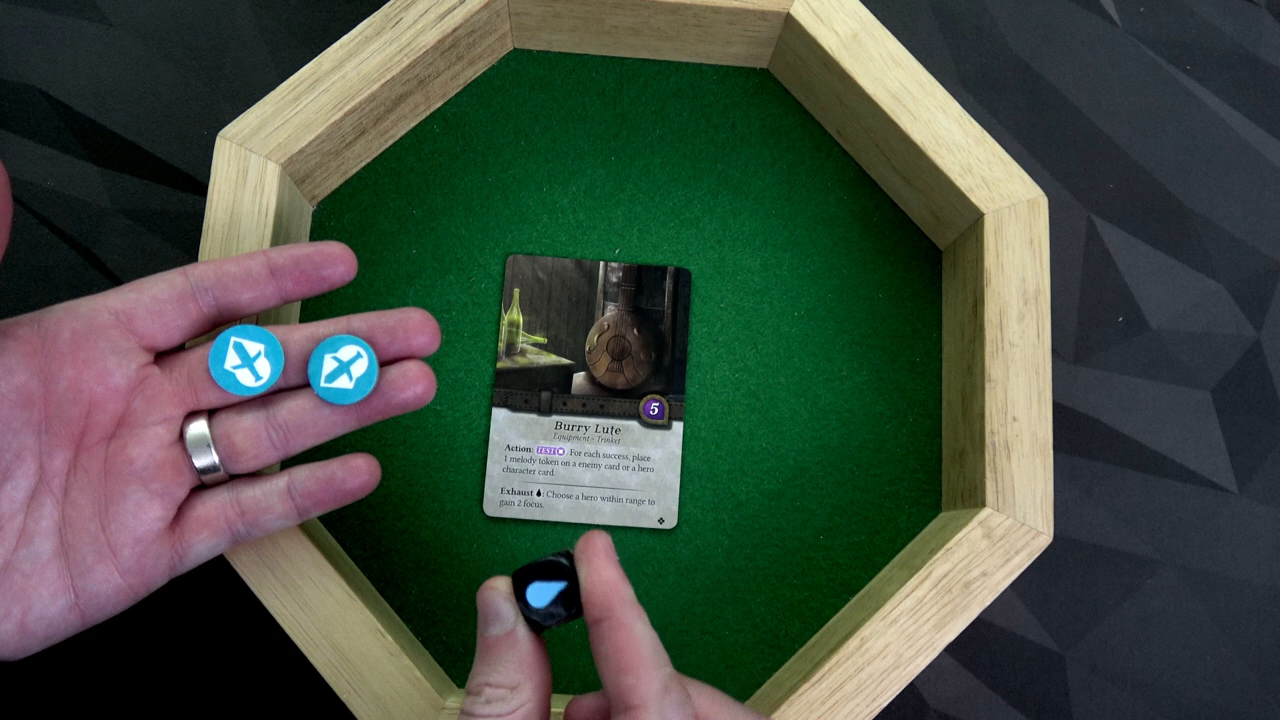 5
Burry Lute
Equipment - Trinket
Action: TEST. For each success, place
1 melody token on a enemy card or a hero
character card.
Exhaust : Choose a hero within range to
gain 2 focus.